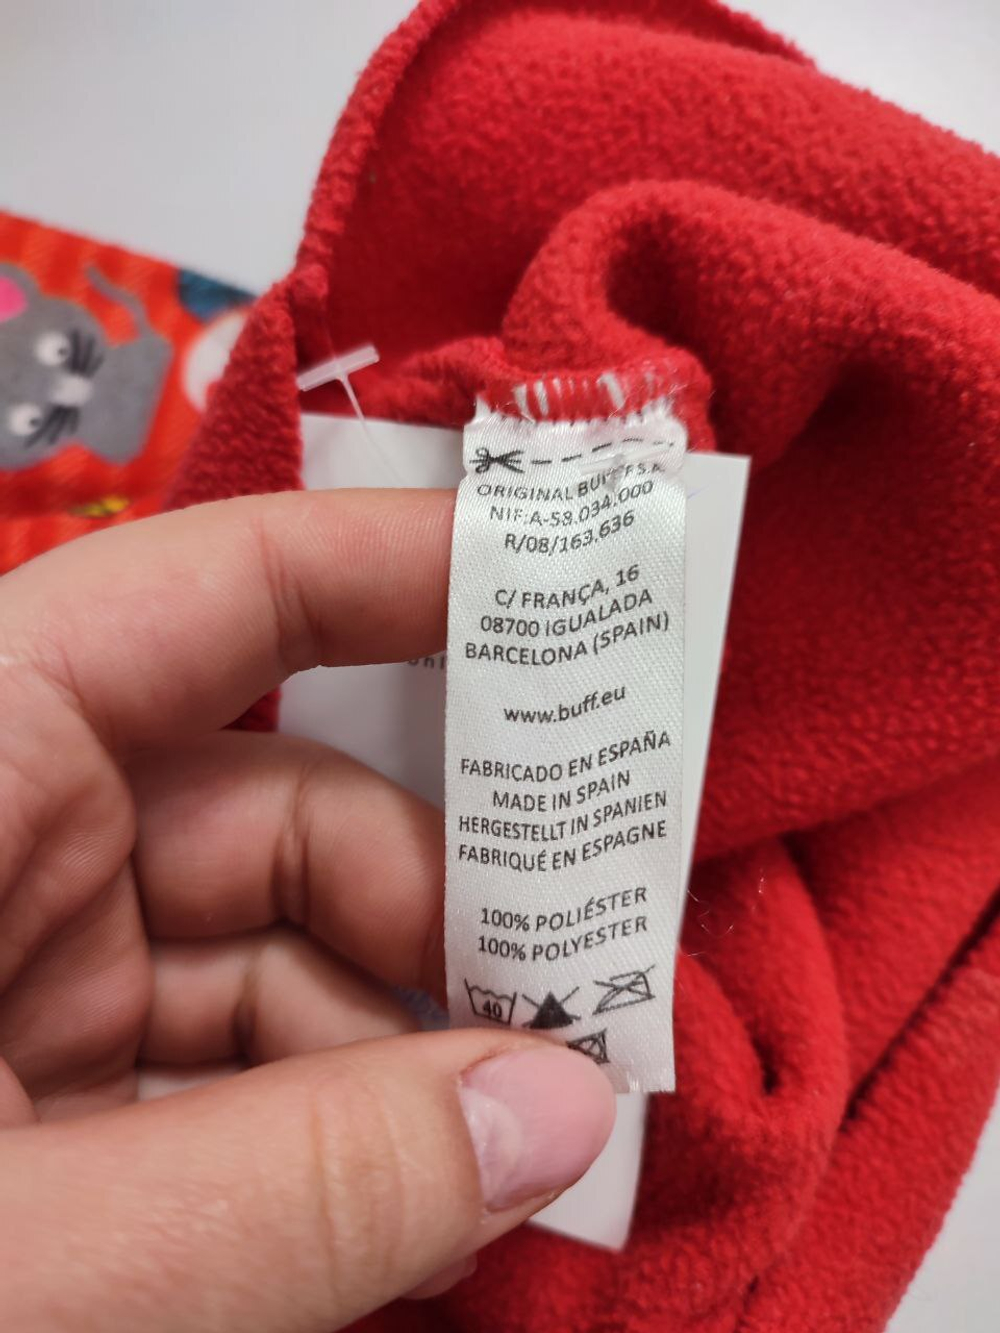 ORIGINAL BUFF S.A.
NIF:A-58.034.000
R/08/163.636
C/ FRANÇA, 16
08700 IGUALADA
BARCELONA (SPAIN)
www.buff.eu
FABRICADO EN ESPAÑA
MADE IN SPAIN
HERGESTELLT IN SPANIEN
FABRIQUÉ EN ESPAGNE
100% POLIÉSTER
100% POLYESTER
40